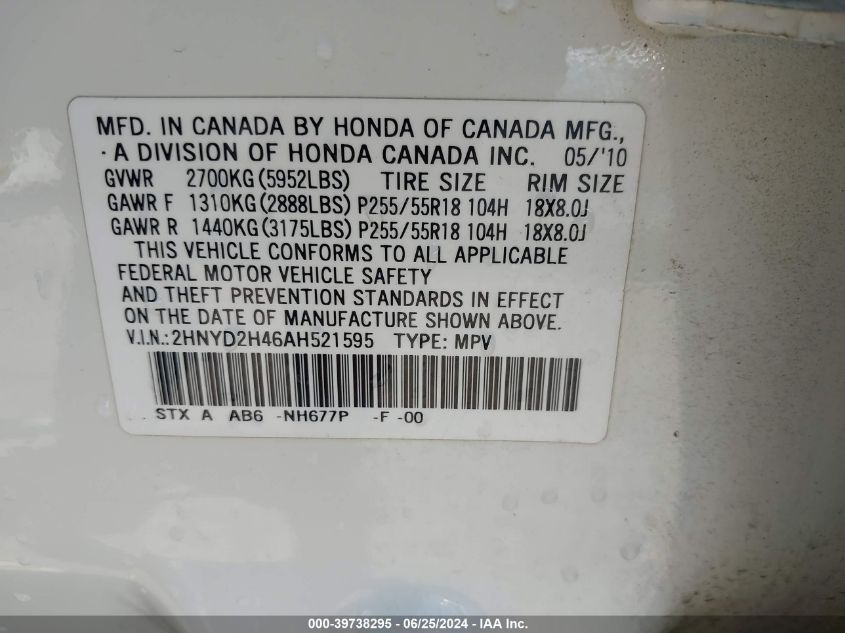 MFD. IN CANADA BY HONDA OF CANADA MFG.,
A DIVISION OF HONDA CANADA INC. 05/'10
GVWR 2700KG(5952LBS) TIRE SIZE RIM SIZE
GAWR F 1310KG(2888LBS) P255/55R18 104H 18X8.0J
GAWR R 1440KG(3175LBS) P255/55R18 104H 18X8.0J
THIS VEHICLE CONFORMS TO ALL APPLICABLE
FEDERAL MOTOR VEHICLE SAFETY
AND THEFT PREVENTION STANDARDS IN EFFECT
ON THE DATE OF MANUFACTURE SHOWN ABOVE.
V.I.N.:2HNYD2H46AH521595 TYPE: MPV
STX A AB6 -NH677P -F -00
000-39738295 - 06/25/2024 - IAA Inc.